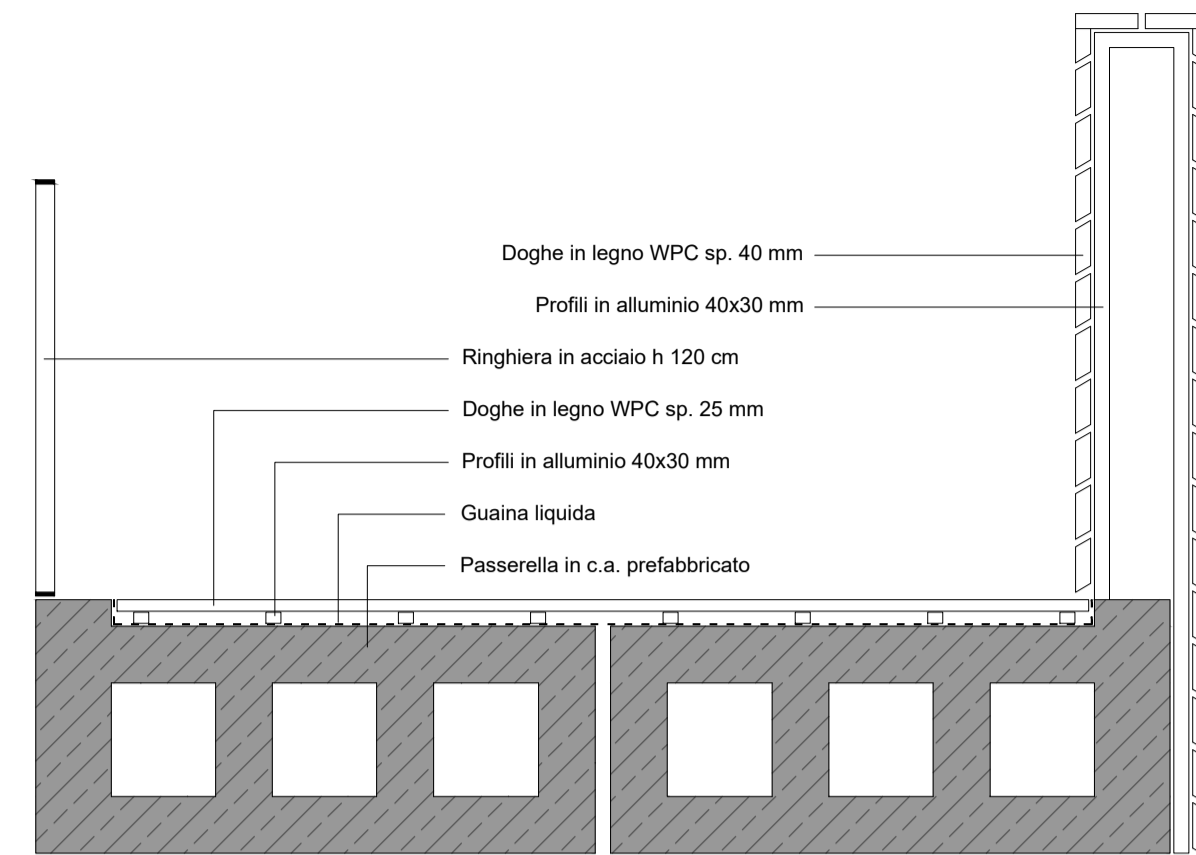 Doghe in legno WPC sp. 40 mm
Profili in alluminio 40x30 mm
Ringhiera in acciaio h 120 cm
Doghe in legno WPC sp. 25 mm
Profili in alluminio 40x30 mm
Guaina liquida
Passerella in c.a. prefabbricato